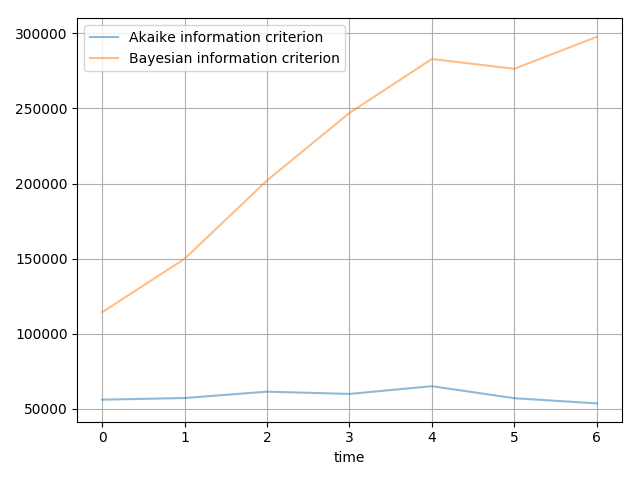 Akaike information criterion
Bayesian information criterion
300000
250000
200000
150000
100000
50000
0 1 2 3 4 5 6
time